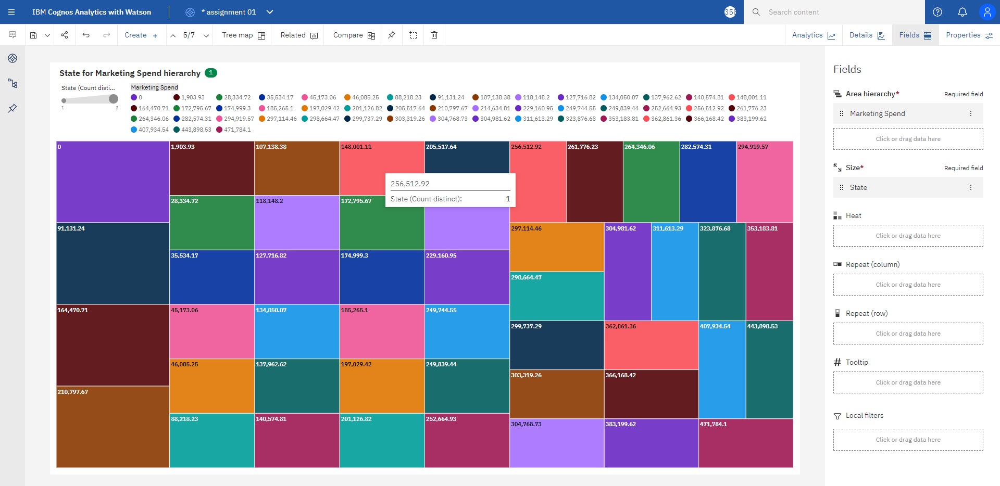 IBM Cognos Analytics with Watson
* assignment 01
358
Search content
Create +
5/7
Tree map
Related
Compare
Analytics
Details
Fields
Properties
State for Marketing Spend hierarchy 1
State (Count disti...
1 2
Marketing Spend
0 1,903.93 28,334.72 35,534.17 45,173.06 46,085.25 88,218.23 91,131.24 107,138.38 118,148.2 127,716.82 134,050.07 137,962.62 140,574.81 148,001.11
164,470.71 172,795.67 174,999.3 185,265.1 197,029.42 201,126.82 205,517.64 210,797.67 214,634.81 229,160.95 249,744.55 249,839.44 252,664.93 256,512.92 261,776.23
264,346.06 282,574.31 294,919.57 297,114.46 298,664.47 299,737.29 303,319.26 304,768.73 304,981.62 311,613.29 323,876.68 353,183.81 362,861.36 366,168.42 383,199.62
407,934.54 443,898.53 471,784.1
0 1,903.93 107,138.38 148,001.11 205,517.64 256,512.92 261,776.23 264,346.06 282,574.31 294,919.57
256,512.92
State (Count distinct): 1
28,334.72 118,148.2 172,795.67
91,131.24 297,114.46 304,981.62 311,613.29 323,876.68 353,183.81
35,534.17 127,716.82 174,999.3 229,160.95
298,664.47
164,470.71 45,173.06 134,050.07 185,265.1 249,744.55
299,737.29 362,861.36 407,934.54 443,898.53
46,085.25 137,962.62 197,029.42 249,839.44
303,319.26 366,168.42
210,797.67
88,218.23 140,574.81 201,126.82 252,664.93
304,768.73 383,199.62 471,784.1
Fields
Area hierarchy* Required field
Marketing Spend
Click or drag data here
Size* Required field
State
Heat
Click or drag data here
Repeat (column)
Click or drag data here
Repeat (row)
Click or drag data here
Tooltip
Click or drag data here
Local filters
Click or drag data here